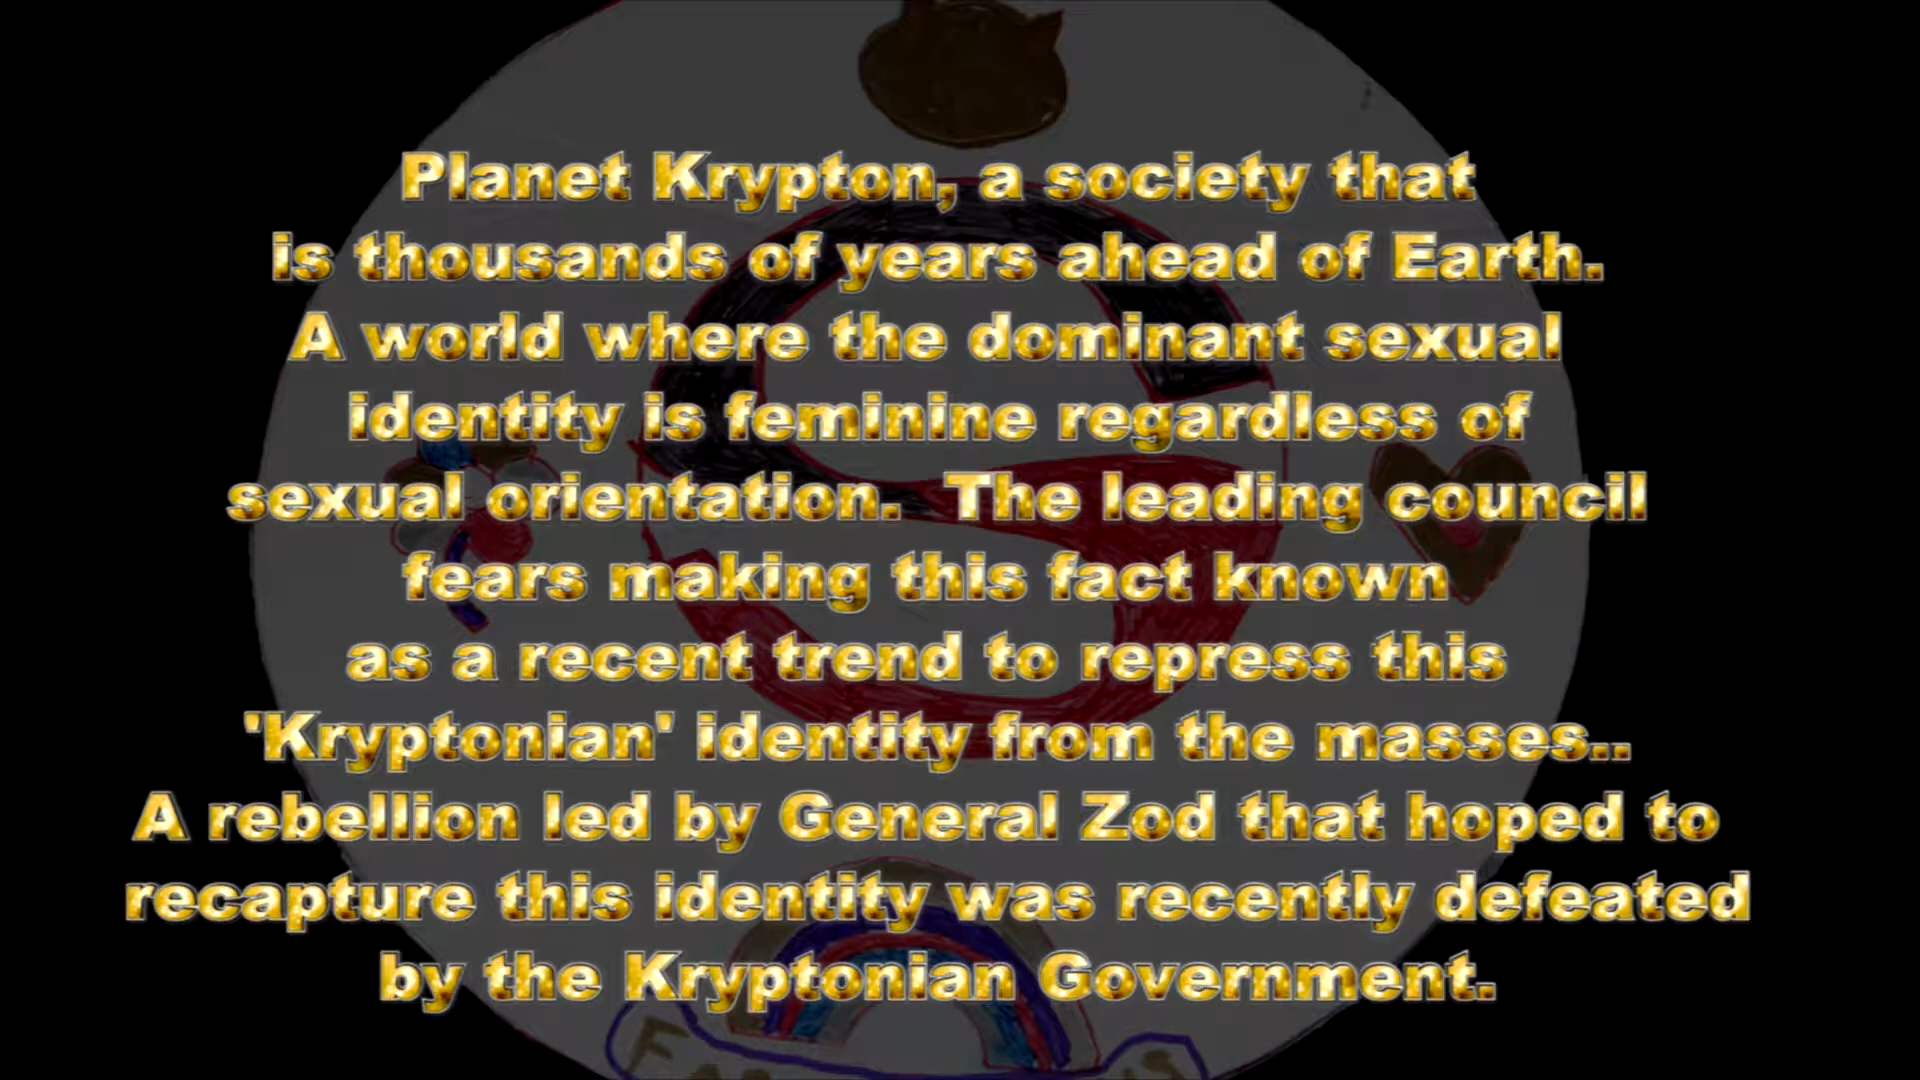 Planet Krypton, a society that
is thousands of years ahead of Earth.
A world where the dominant sexual
identity is feminine regardless of
sexual orientation.  The leading council
fears making this fact known
as a recent trend to repress this
'Kryptonian' identity from the masses..
A rebellion led by General Zod that hoped to
recapture this identity was recently defeated
by the Kryptonian Government.